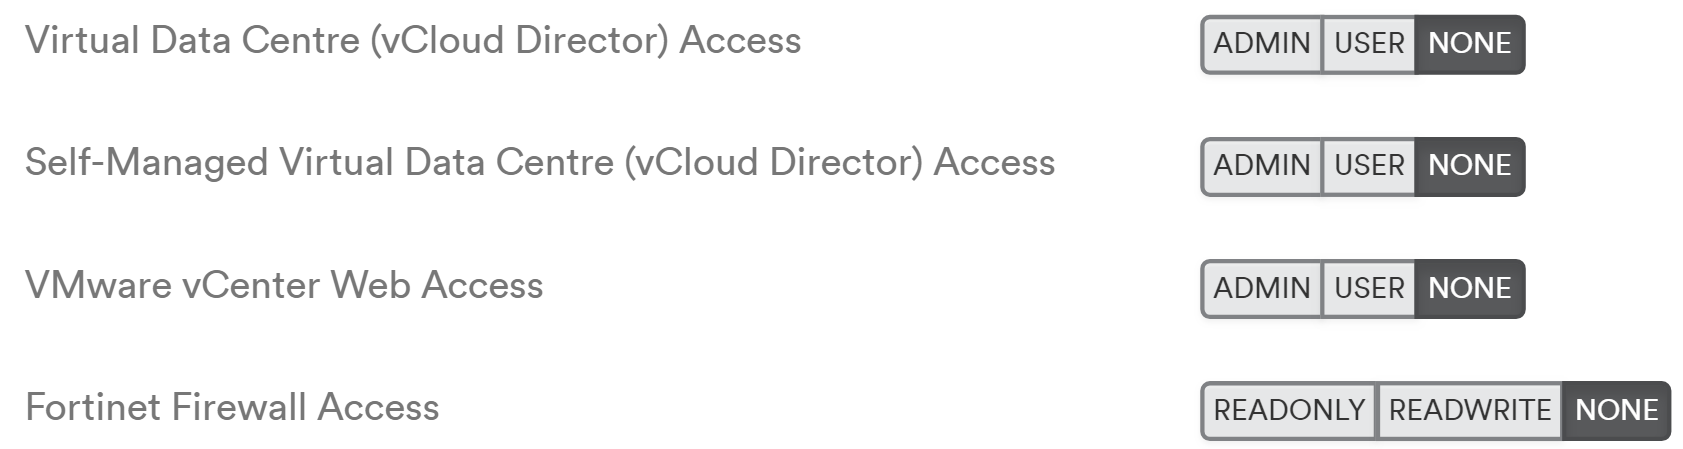 Virtual Data Centre (vCloud Director) Access ADMIN USER NONE
Self-Managed Virtual Data Centre (vCloud Director) Access ADMIN USER NONE
VMware vCenter Web Access ADMIN USER NONE
Fortinet Firewall Access READONLY READWRITE NONE